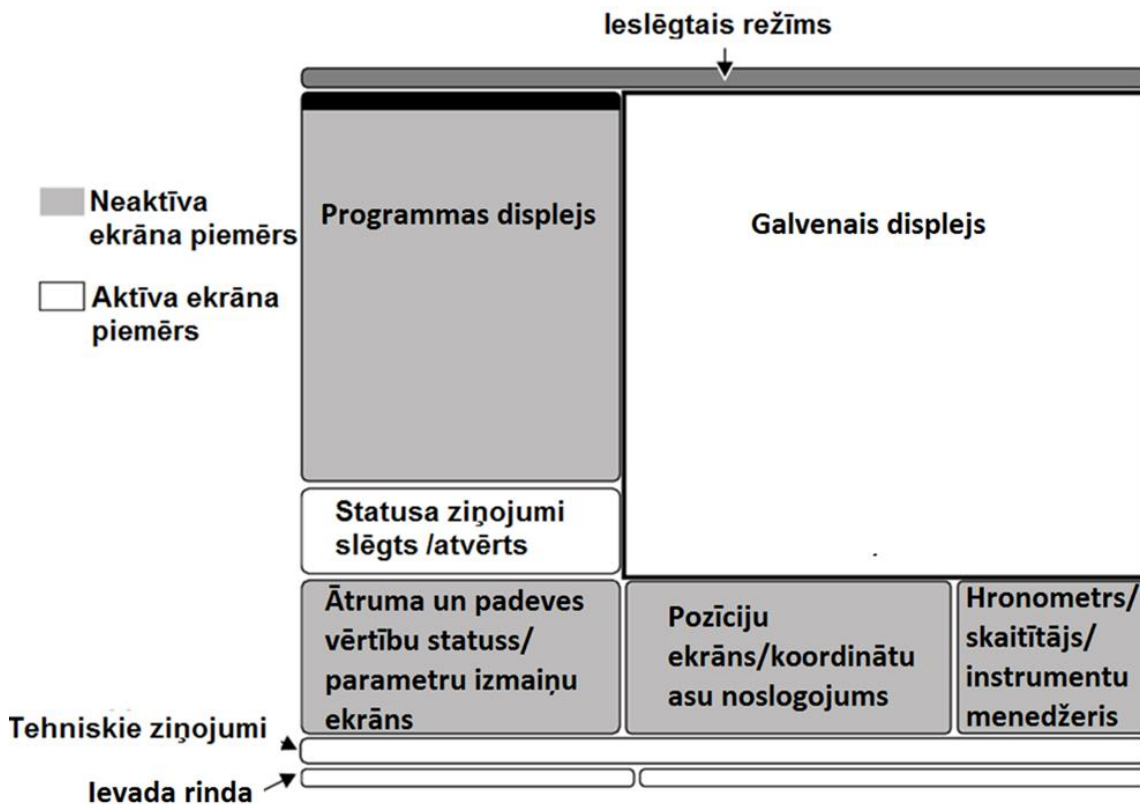 Ieslēgtais režīms
Neaktīva
ekrāna piemērs
Aktīva ekrāna
piemērs
Programmas displejs
Galvenais displejs
Statusa ziņojumi
slēgts /atvērts
Ātruma un padeves
vērtību statuss/
parametru izmaiņu
ekrāns
Pozīciju
ekrāns/koordinātu
asu noslogojums
Hronometrs/
skaitītājs/
instrumentu
menedžeris
Tehniskie ziņojumi
Ievada rinda